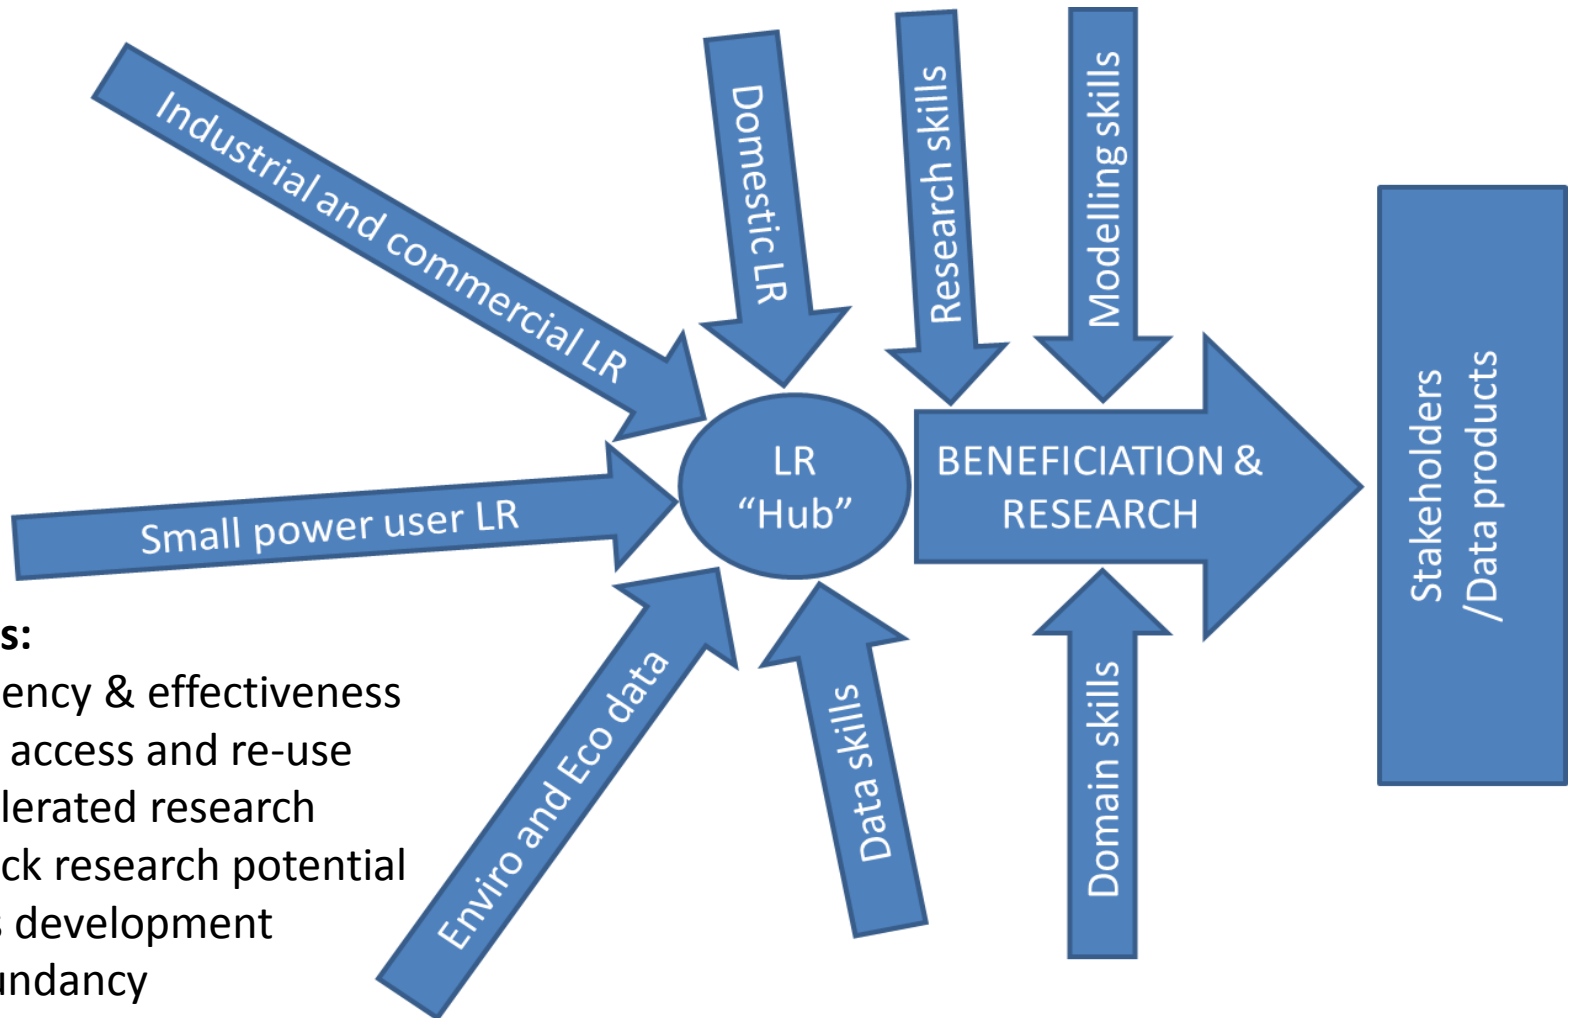 Industrial and commercial LR
Domestic LR
Research skills
Modelling skills
Small power user LR
LR
“Hub”
BENEFICIATION &
RESEARCH
Stakeholders
/Data products
Enviro and Eco data
Data skills
Domain skills
s:
ency & effectiveness
access and re-use
lerated research
ck research potential
s development
undancy